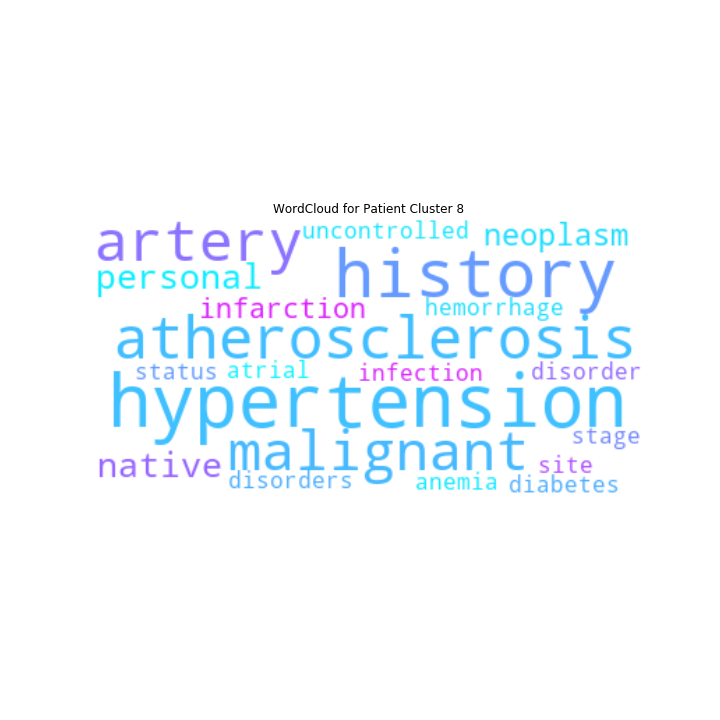 WordCloud for Patient Cluster 8
artery
uncontrolled
neoplasm
personal
history
infarction
hemorrhage
atherosclerosis
status
atrial
infection
disorder
hypertension
stage
malignant
native
site
disorders
anemia
diabetes